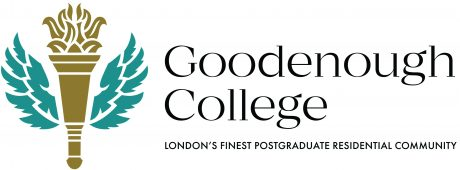 Goodenough
College
LONDON'S FINEST POSTGRADUATE RESIDENTIAL COMMUNITY